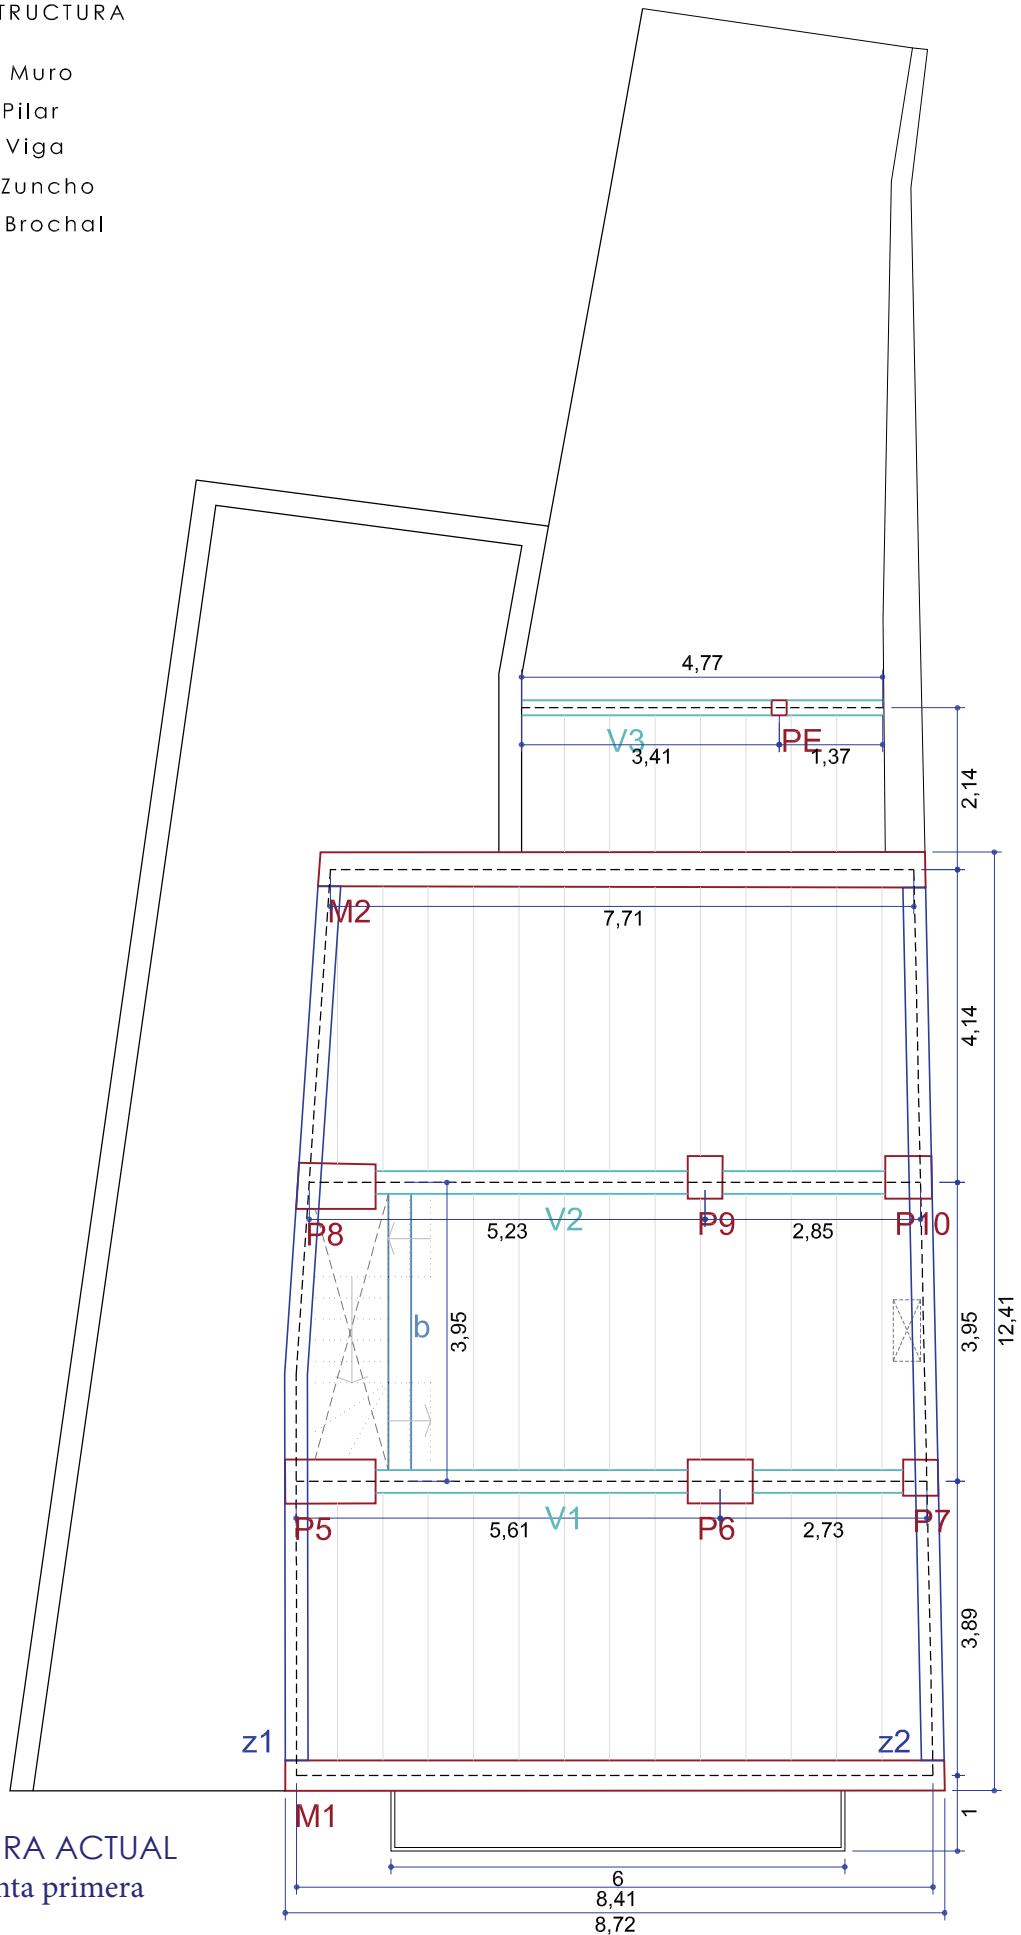 TRUCTURA
Muro
Pilar
Viga
Zuncho
Brochal
4,77
V3
PE
3,41
1,37
2,14
M2
7,71
4,14
P8
5,23
V2
P9
2,85
P10
b
3,95
3,95
12,41
P5
5,61
V1
P6
2,73
P7
3,89
z1
z2
M1
1
RA ACTUAL
nta primera
6
8,41
8,72